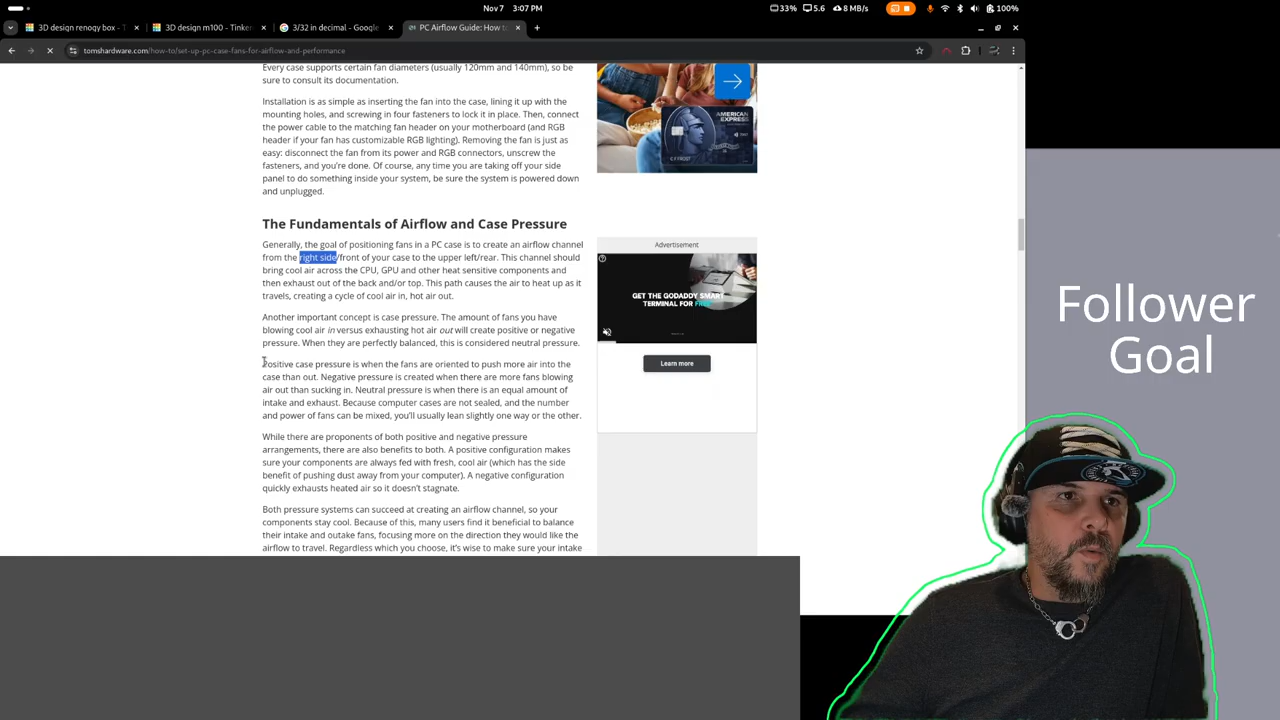 Nov 7 3:07 PM
33% 5.6 8 MB/s
100%
3D design renogy box - T
3D design m100 - Tinker
3/32 in decimal - Google
PC Airflow Guide: How to
tomshardware.com/how-to/set-up-pc-case-fans-for-airflow-and-performance
Every case supports certain fan diameters (usually 120mm and 140mm), so be
sure to consult its documentation.
Installation is as simple as inserting the fan into the case, lining it up with the
mounting holes, and screwing in four fasteners to lock it in place. Then, connect
the power cable to the matching fan header on your motherboard (and RGB
header if your fan has customizable RGB lighting). Removing the fan is just as
easy: disconnect the fan from its power and RGB connectors, unscrew the
fasteners, and you're done. Of course, any time you are taking off your side
panel to do something inside your system, be sure the system is powered down
and unplugged.
AMERICAN
EXPRESS
The Fundamentals of Airflow and Case Pressure
Generally, the goal of positioning fans in a PC case is to create an airflow channel
from the right side/front of your case to the upper left/rear. This channel should
bring cool air across the CPU, GPU and other heat sensitive components and
then exhaust out of the back and/or top. This path causes the air to heat up as it
travels, creating a cycle of cool air in, hot air out.
Another important concept is case pressure. The amount of fans you have
blowing cool air in versus exhausting hot air out will create positive or negative
pressure. When they are perfectly balanced, this is considered neutral pressure.
Positive case pressure is when the fans are oriented to push more air into the
case than out. Negative pressure is created when there are more fans blowing
air out than sucking in. Neutral pressure is when there is an equal amount of
intake and exhaust. Because computer cases are not sealed, and the number
and power of fans can be mixed, you'll usually lean slightly one way or the other.
While there are proponents of both positive and negative pressure
arrangements, there are also benefits to both. A positive configuration makes
sure your components are always fed with fresh, cool air (which has the side
benefit of pushing dust away from your computer). A negative configuration
quickly exhausts heated air so it doesn't stagnate.
Both pressure systems can succeed at creating an airflow channel, so your
components stay cool. Because of this, many users find it beneficial to balance
their intake and outake fans, focusing more on the direction they would like the
airflow to travel. Regardless which you choose, it's wise to make sure your intake
Advertisement
GET THE GODADDY SMART
TERMINAL FOR FREE
Learn more
Follower
Goal